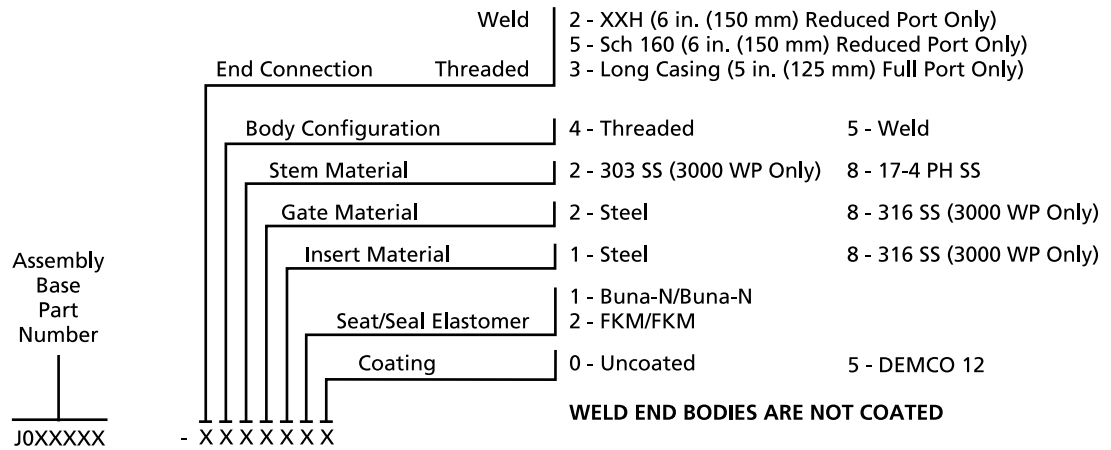 Weld 2 - XXH (6 in. (150 mm) Reduced Port Only)
5 - Sch 160 (6 in. (150 mm) Reduced Port Only)
End Connection Threaded 3 - Long Casing (5 in. (125 mm) Full Port Only)
Body Configuration 4 - Threaded 5 - Weld
Stem Material 2 - 303 SS (3000 WP Only) 8 - 17-4 PH SS
Gate Material 2 - Steel 8 - 316 SS (3000 WP Only)
Insert Material 1 - Steel 8 - 316 SS (3000 WP Only)
Assembly
Base
Part
Number
1 - Buna-N/Buna-N
Seat/Seal Elastomer 2 - FKM/FKM
Coating 0 - Uncoated 5 - DEMCO 12
WELD END BODIES ARE NOT COATED
J0XXXXX - X X X X X X X